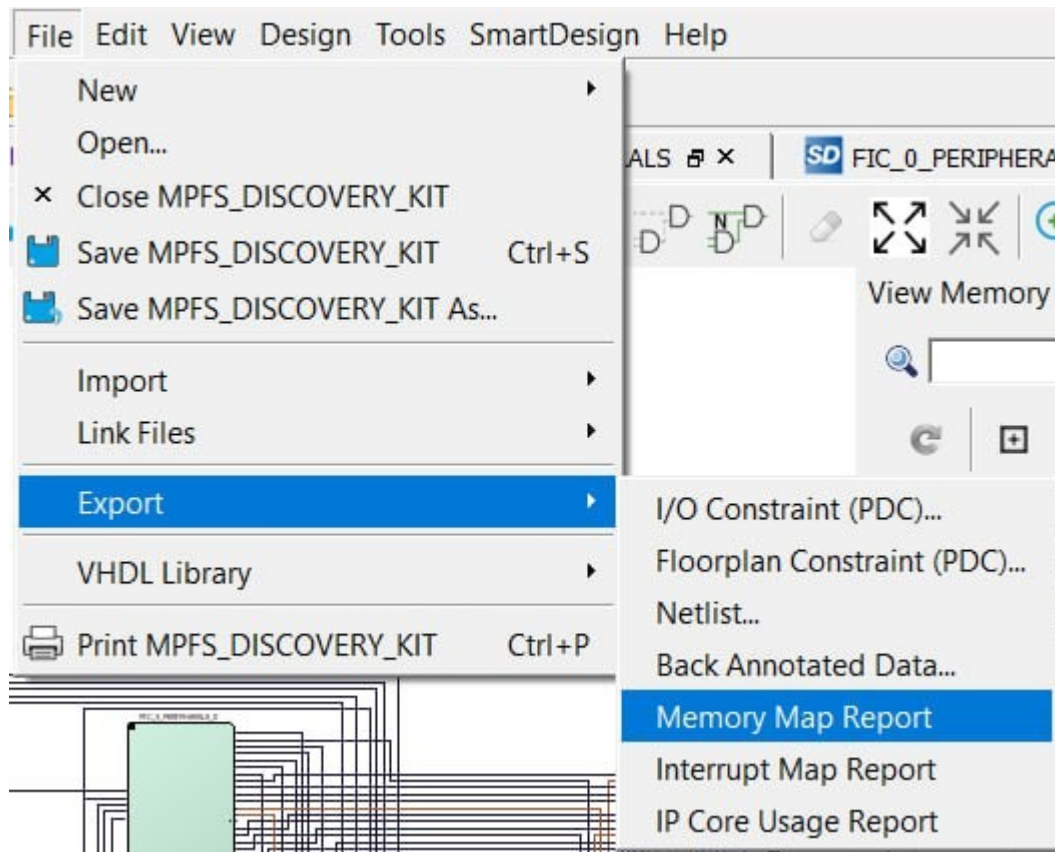 File Edit View Design Tools SmartDesign Help
New
Open...
Close MPFS_DISCOVERY_KIT
Save MPFS_DISCOVERY_KIT Ctrl+S
Save MPFS_DISCOVERY_KIT As...
Import
Link Files
Export
VHDL Library
Print MPFS_DISCOVERY_KIT Ctrl+P
ALS
SD FIC_0_PERIPHERA
N
View Memory
I/O Constraint (PDC)...
Floorplan Constraint (PDC)...
Netlist...
Back Annotated Data...
Memory Map Report
Interrupt Map Report
IP Core Usage Report
FIC_0_PERIPHERALS_0